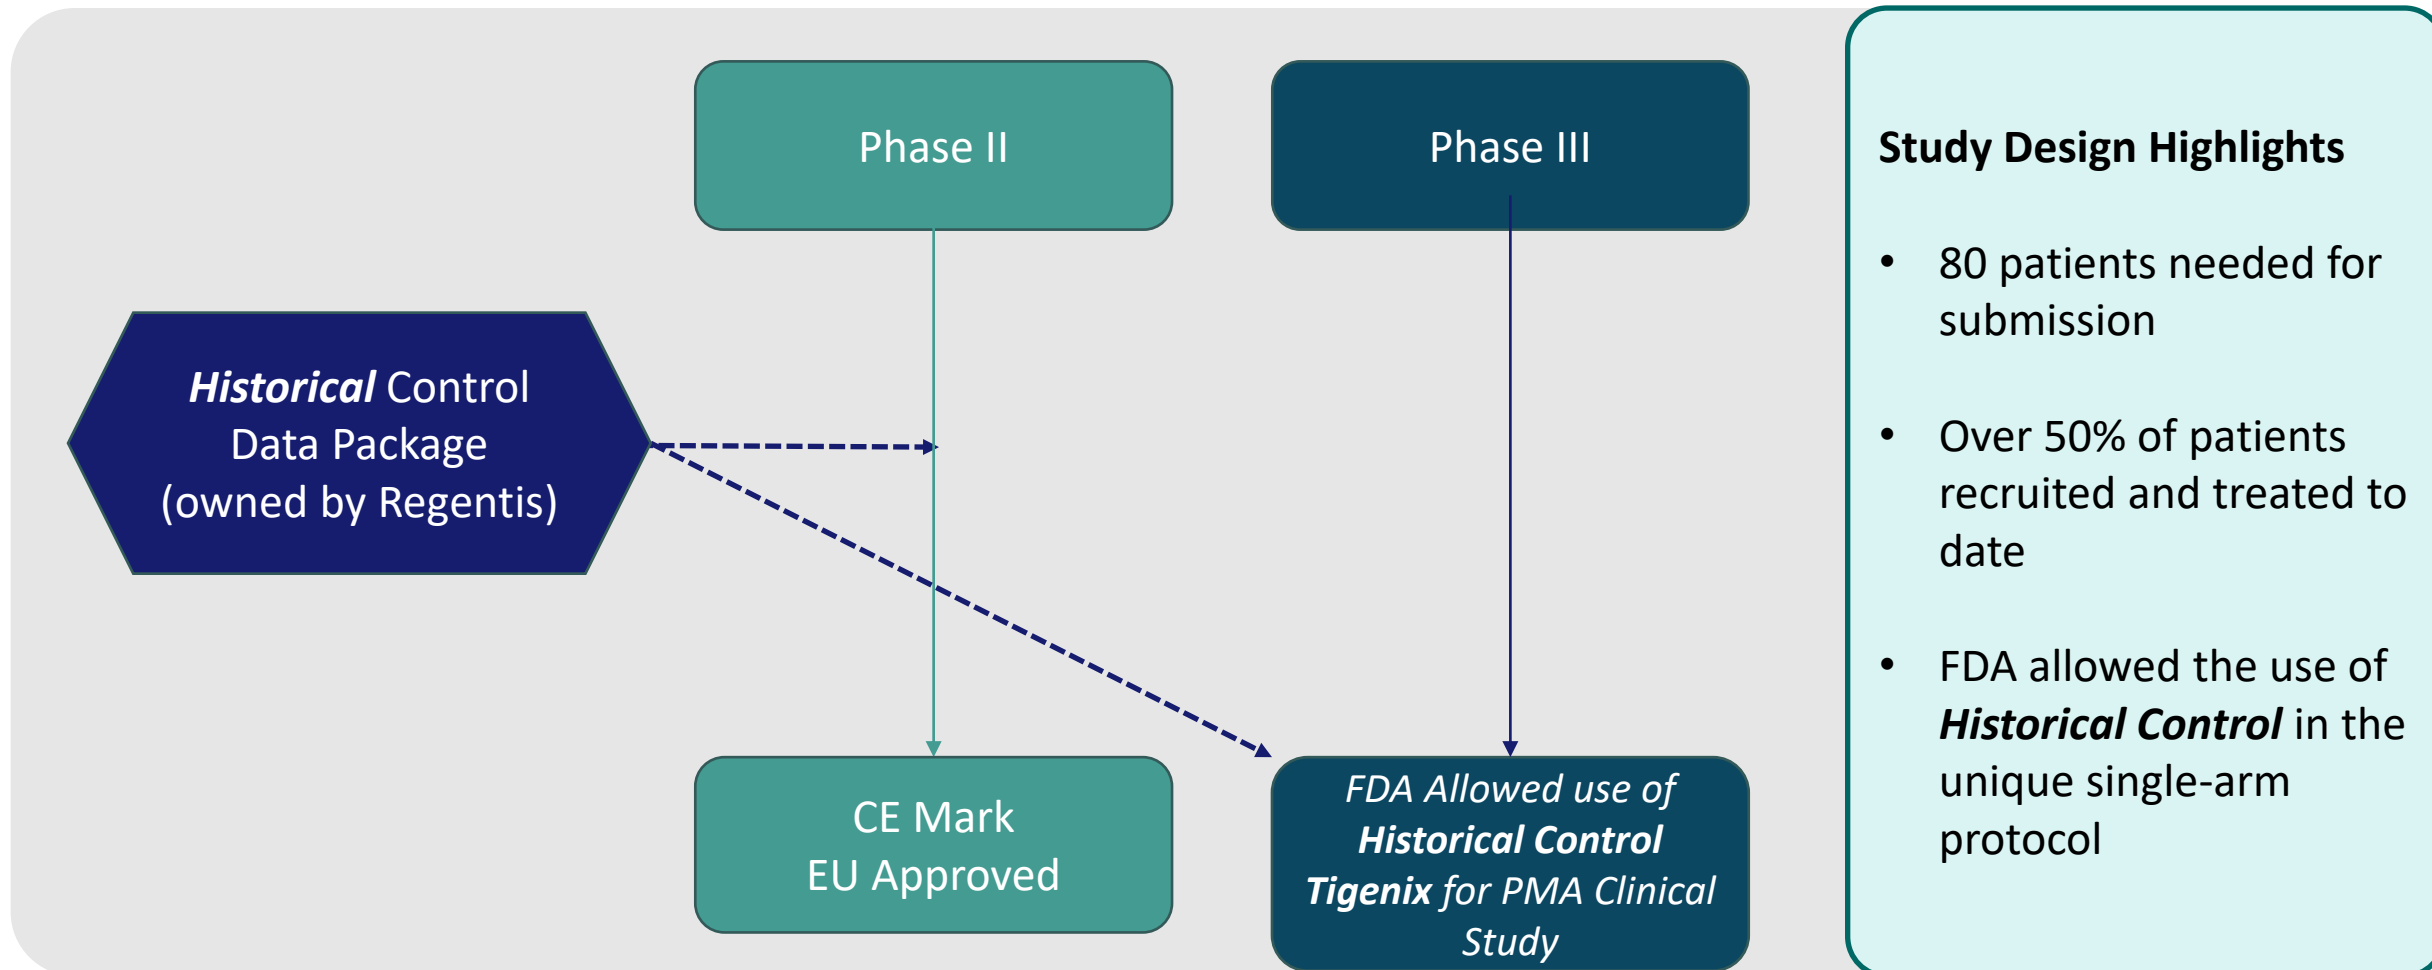 Phase II
Phase III
Historical Control
Data Package
(owned by Regentis)
CE Mark
EU Approved
FDA Allowed use of
Historical Control
Tigenix for PMA Clinical
Study
Study Design Highlights
• 80 patients needed for
submission
• Over 50% of patients
recruited and treated to
date
• FDA allowed the use of
Historical Control in the
unique single-arm
protocol